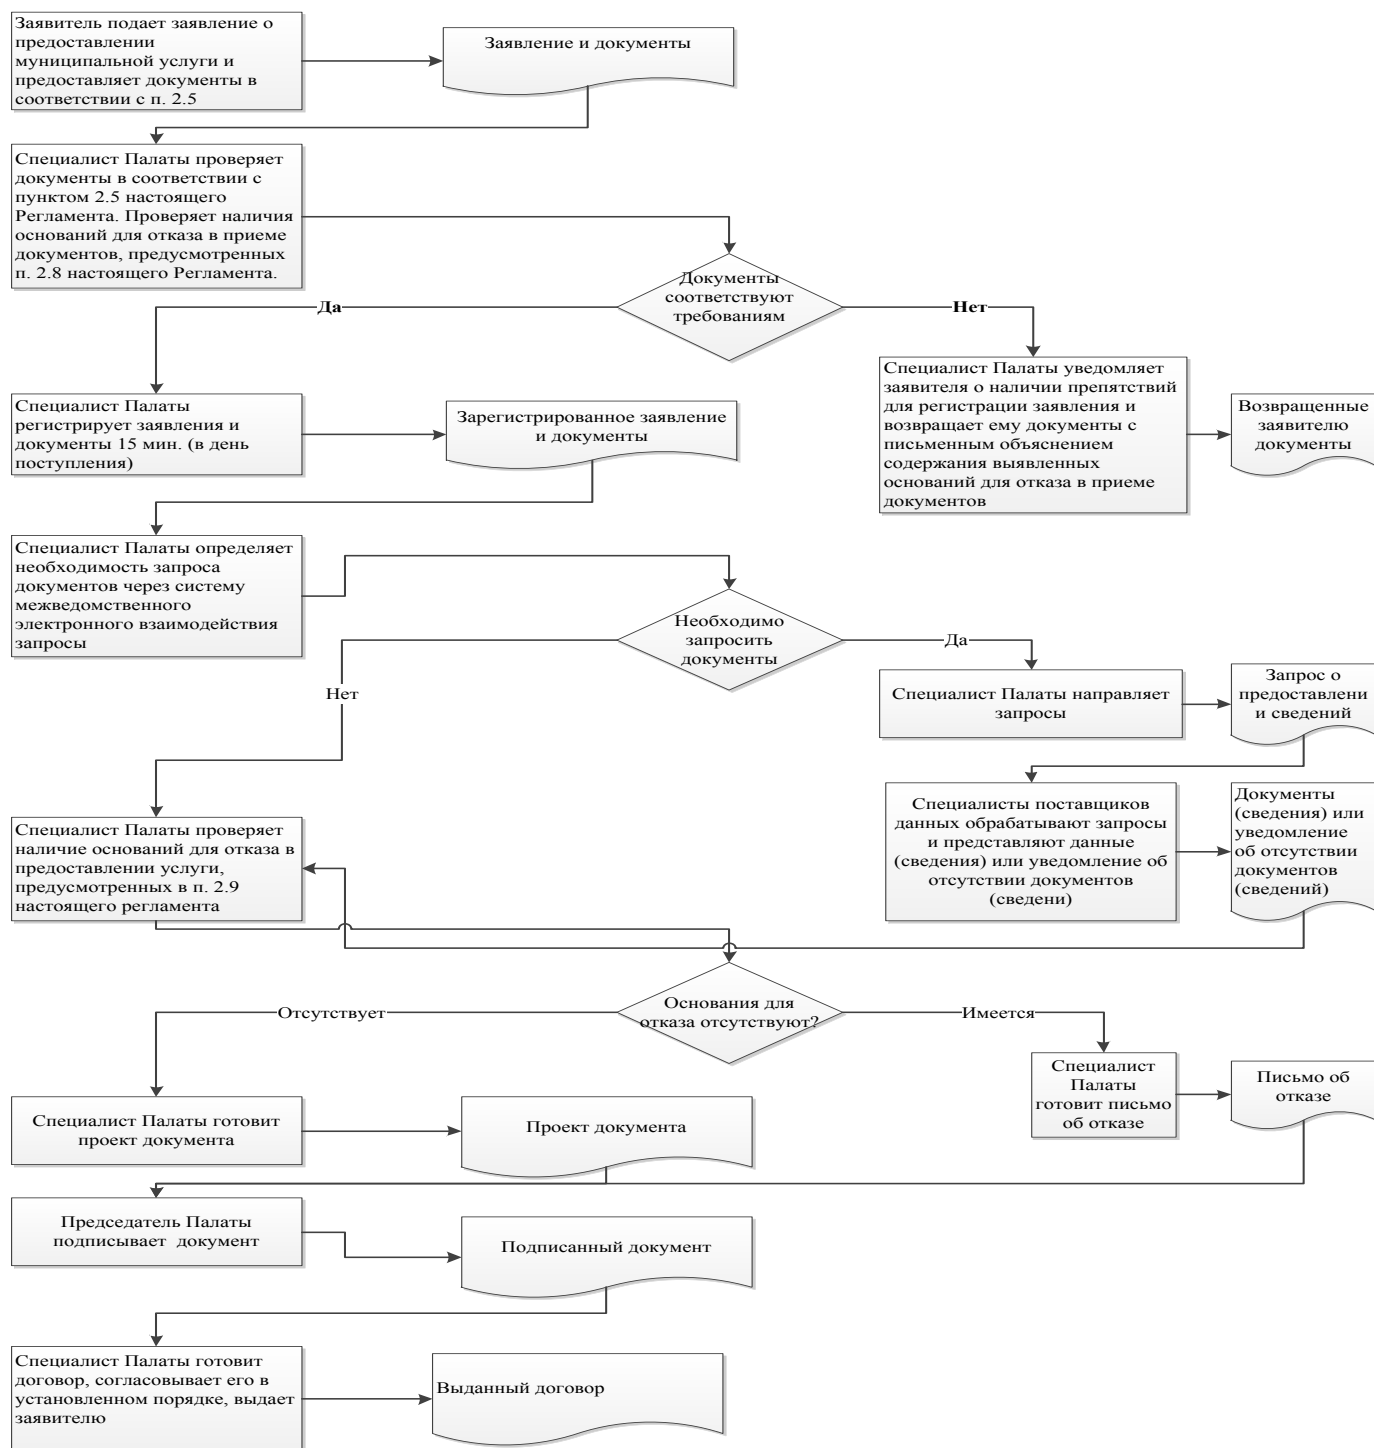 Заявитель подает заявление о
предоставлении
муниципальной услуги и
предоставляет документы в
соответствии с п. 2.5
Заявление и документы
Специалист Палаты проверяет
документы в соответствии с
пунктом 2.5 настоящего
Регламента. Проверяет наличия
оснований для отказа в приеме
документов, предусмотренных
п. 2.8 настоящего Регламента.
Документы
соответствуют
требованиям
Да
Нет
Специалист Палаты
регистрирует заявления и
документы 15 мин. (в день
поступления)
Зарегистрированное заявление
и документы
Специалист Палаты уведомляет
заявителя о наличии препятствий
для регистрации заявления и
возвращает ему документы с
письменным объяснением
содержания выявленных
оснований для отказа в приеме
документов
Возвращенные
заявителю
документы
Специалист Палаты определяет
необходимость запроса
документов через систему
межведомственного
электронного взаимодействия
запросы
Необходимо
запросить
документы
Да
Нет
Специалист Палаты направляет
запросы
Запрос о
предоставлени
и сведений
Специалисты поставщиков
данных обрабатывают запросы
и представляют данные
(сведения) или уведомление об
отсутствии документов
(сведени)
Документы
(сведения) или
уведомление
об отсутствии
документов
(сведений)
Специалист Палаты проверяет
наличие оснований для отказа в
предоставлении услуги,
предусмотренных в п. 2.9
настоящего регламента
Основания для
отказа отсутствуют?
Отсутствует
Имеется
Специалист
Палаты
готовит письмо
об отказе
Письмо об
отказе
Специалист Палаты готовит
проект документа
Проект документа
Председатель Палаты
подписывает документ
Подписанный документ
Специалист Палаты готовит
договор, согласовывает его в
установленном порядке, выдает
заявителю
Выданный договор